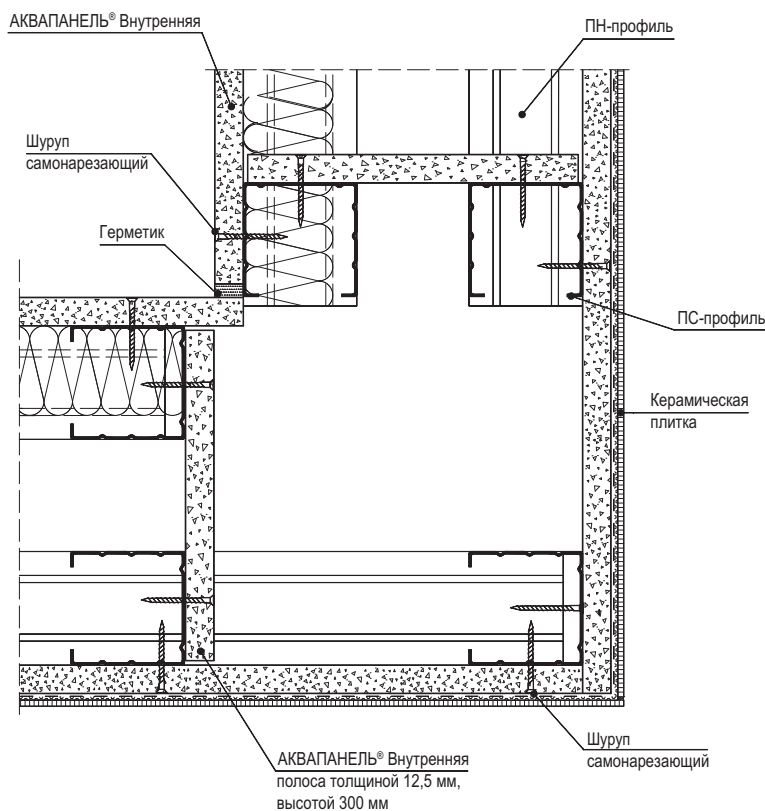 АКВАПАНЕЛЬ® Внутренняя
ПН-профиль
Шуруп
самонарезающий
Герметик
ПС-профиль
Керамическая
плитка
АКВАПАНЕЛЬ® Внутренняя
полоса толщиной 12,5 мм,
высотой 300 мм
Шуруп
самонарезающий